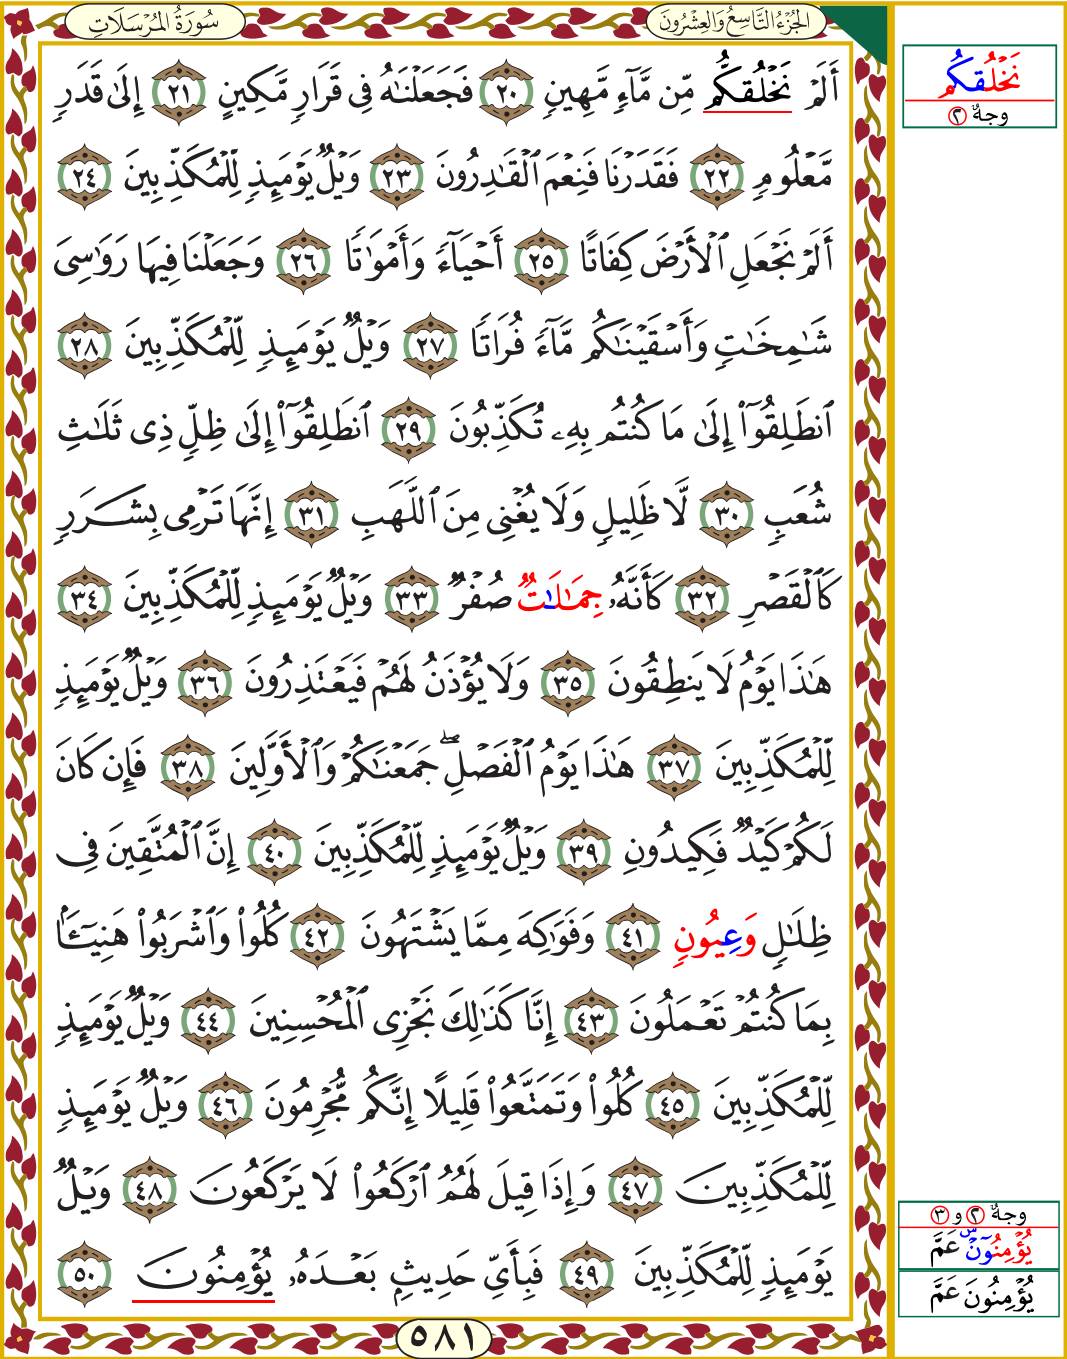 سُورَةُ الْمُرْسَلَاتِ
الجُزْءُ التَّاسِعُ وَالعِشْرُونَ
أَلَمْ نَخْلُقكُّم مِّن مَّآءٍ مَّهِينٍ ٢٠ فَجَعَلْنَٰهُ فِى قَرَارٍ مَّكِينٍ ٢١ إِلَىٰ قَدَرٍ
مَّعْلُومٍ ٢٢ فَقَدَرْنَا فَنِعْمَ ٱلْقَٰدِرُونَ ٢٣ وَيْلٌ يَوْمَئِذٍ لِّلْمُكَذِّبِينَ ٢٤
أَلَمْ نَجْعَلِ ٱلْأَرْضَ كِفَاتًا ٢٥ أَحْيَآءً وَأَمْوَٰتًا ٢٦ وَجَعَلْنَا فِيهَا رَوَٰسِىَ
شَٰمِخَٰتٍ وَأَسْقَيْنَٰكُم مَّآءً فُرَاتًا ٢٧ وَيْلٌ يَوْمَئِذٍ لِّلْمُكَذِّبِينَ ٢٨
ٱنطَلِقُوٓا۟ إِلَىٰ مَا كُنتُم بِهِۦ تُكَذِّبُونَ ٢٩ ٱنطَلِقُوٓا۟ إِلَىٰ ظِلٍّ ذِى ثَلَٰثِ
شُعَبٍ ٣٠ لَّا ظَلِيلٍ وَلَا يُغْنِى مِنَ ٱللَّهَبِ ٣١ إِنَّهَا تَرْمِى بِشَرَرٍ
كَٱلْقَصْرِ ٣٢ كَأَنَّهُۥ جِمَٰلَٰتٌ صُفْرٌ ٣٣ وَيْلٌ يَوْمَئِذٍ لِّلْمُكَذِّبِينَ ٣٤
هَٰذَا يَوْمُ لَا يَنطِقُونَ ٣٥ وَلَا يُؤْذَنُ لَهُمْ فَيَعْتَذِرُونَ ٣٦ وَيْلٌ يَوْمَئِذٍ
لِّلْمُكَذِّبِينَ ٣٧ هَٰذَا يَوْمُ ٱلْفَصْلِ ۖ جَمَعْنَٰكُمْ وَٱلْأَوَّلِينَ ٣٨ فَإِن كَانَ
لَكُمْ كَيْدٌ فَكِيدُونِ ٣٩ وَيْلٌ يَوْمَئِذٍ لِّلْمُكَذِّبِينَ ٤٠ إِنَّ ٱلْمُتَّقِينَ فِى
ظِلَٰلٍ وَعِيُونٍ ٤١ وَفَوَٰكِهَ مِمَّا يَشْتَهُونَ ٤٢ كُلُوا۟ وَٱشْرَبُوا۟ هَنِيٓـًٔۢا
بِمَا كُنتُمْ تَعْمَلُونَ ٤٣ إِنَّا كَذَٰلِكَ نَجْزِى ٱلْمُحْسِنِينَ ٤٤ وَيْلٌ يَوْمَئِذٍ
لِّلْمُكَذِّبِينَ ٤٥ كُلُوا۟ وَتَمَتَّعُوا۟ قَلِيلًا إِنَّكُم مُّجْرِمُونَ ٤٦ وَيْلٌ يَوْمَئِذٍ
لِّلْمُكَذِّبِينَ ٤٧ وَإِذَا قِيلَ لَهُمُ ٱرْكَعُوا۟ لَا يَرْكَعُونَ ٤٨ وَيْلٌ
يَوْمَئِذٍ لِّلْمُكَذِّبِينَ ٤٩ فَبِأَىِّ حَدِيثٍۭ بَعْدَهُۥ يُؤْمِنُونَ ٥٠
٥٨١
نَخْلُقكُم
وجهٌ ٢
وجهٌ ٢ و ٣
يُؤْمِنُونَۜ عَمَّ
يُؤْمِنُونَ عَمَّ